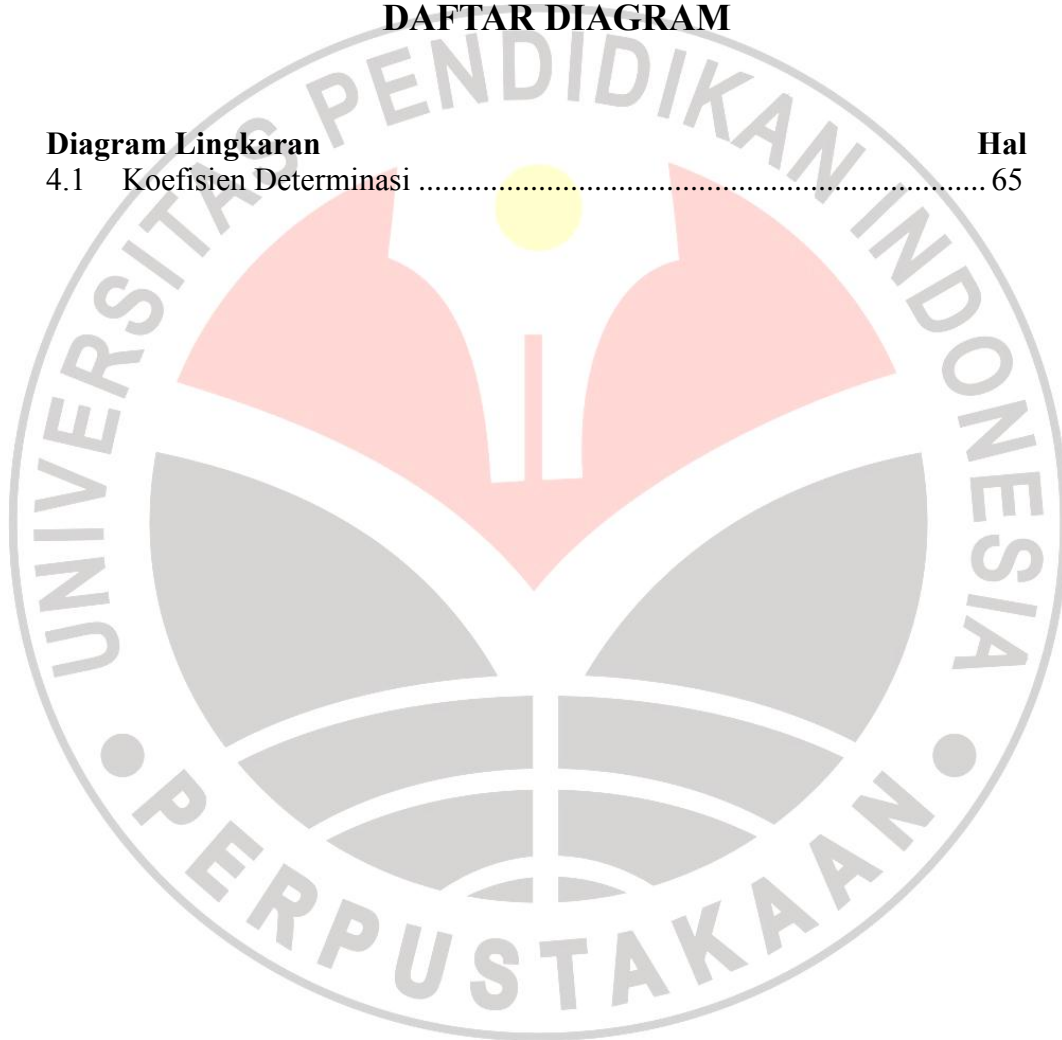 DAFTAR DIAGRAM
Diagram Lingkaran Hal
4.1 Koefisien Determinasi ........................................................................................ 65
UNIVERSITAS PENDIDIKAN INDONESIA
PERPUSTAKAAN